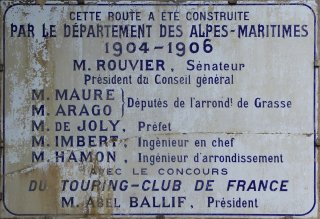 CETTE ROUTE A ÉTÉ CONSTRUITE
PAR LE DÉPARTEMENT DES ALPES-MARITIMES
1904-1906
M. ROUVIER, Sénateur
Président du Conseil général
M. MAURE
M. ARAGO
Députés de l'arrondt de Grasse
M. DE JOLY, Préfet
M. IMBERT, Ingénieur en chef
M. HAMON, Ingénieur d'arrondissement
AVEC LE CONCOURS
DU TOURING-CLUB DE FRANCE
M. ABEL BALLIF, Président